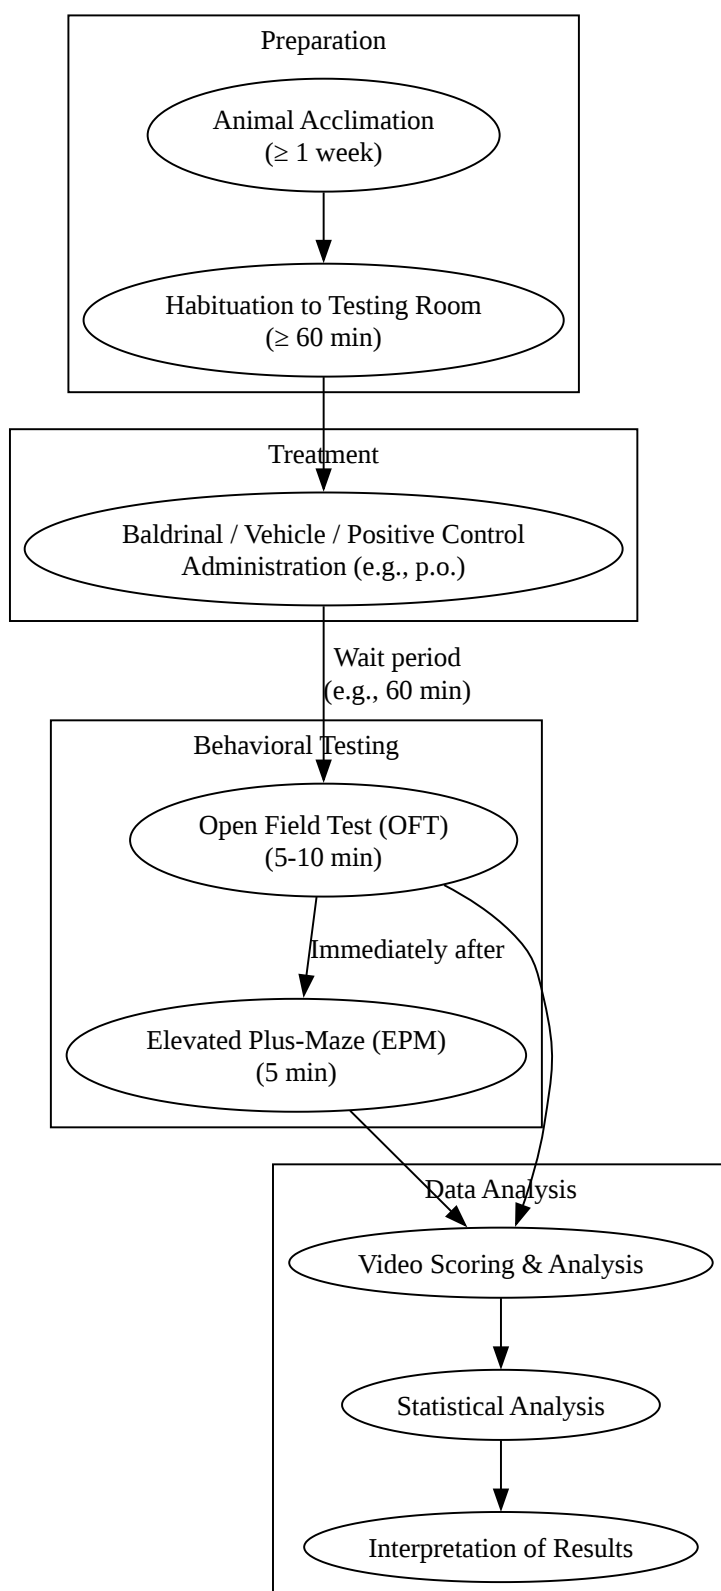 Preparation
Animal Acclimation
(≥ 1 week)
Habituation to Testing Room
(≥ 60 min)
Treatment
Baldrinal / Vehicle / Positive Control
Administration (e.g., p.o.)
Wait period
(e.g., 60 min)
Behavioral Testing
Open Field Test (OFT)
(5-10 min)
Immediately after
Elevated Plus-Maze (EPM)
(5 min)
Data Analysis
Video Scoring & Analysis
Statistical Analysis
Interpretation of Results